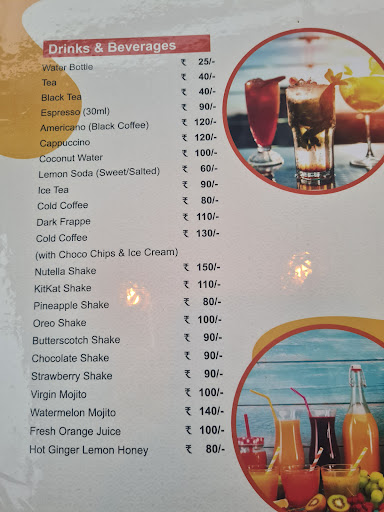 Drinks & Beverages
Water Bottle ₹ 25/-
Tea ₹ 40/-
Black Tea ₹ 40/-
Espresso (30ml) ₹ 90/-
Americano (Black Coffee) ₹ 120/-
Cappuccino ₹ 120/-
Coconut Water ₹ 100/-
Lemon Soda (Sweet/Salted) ₹ 60/-
Ice Tea ₹ 90/-
Cold Coffee ₹ 80/-
Dark Frappe ₹ 110/-
Cold Coffee ₹ 130/-
(with Choco Chips & Ice Cream)
Nutella Shake ₹ 150/-
KitKat Shake ₹ 110/-
Pineapple Shake ₹ 80/-
Oreo Shake ₹ 100/-
Butterscotch Shake ₹ 90/-
Chocolate Shake ₹ 90/-
Strawberry Shake ₹ 90/-
Virgin Mojito ₹ 100/-
Watermelon Mojito ₹ 140/-
Fresh Orange Juice ₹ 100/-
Hot Ginger Lemon Honey ₹ 80/-